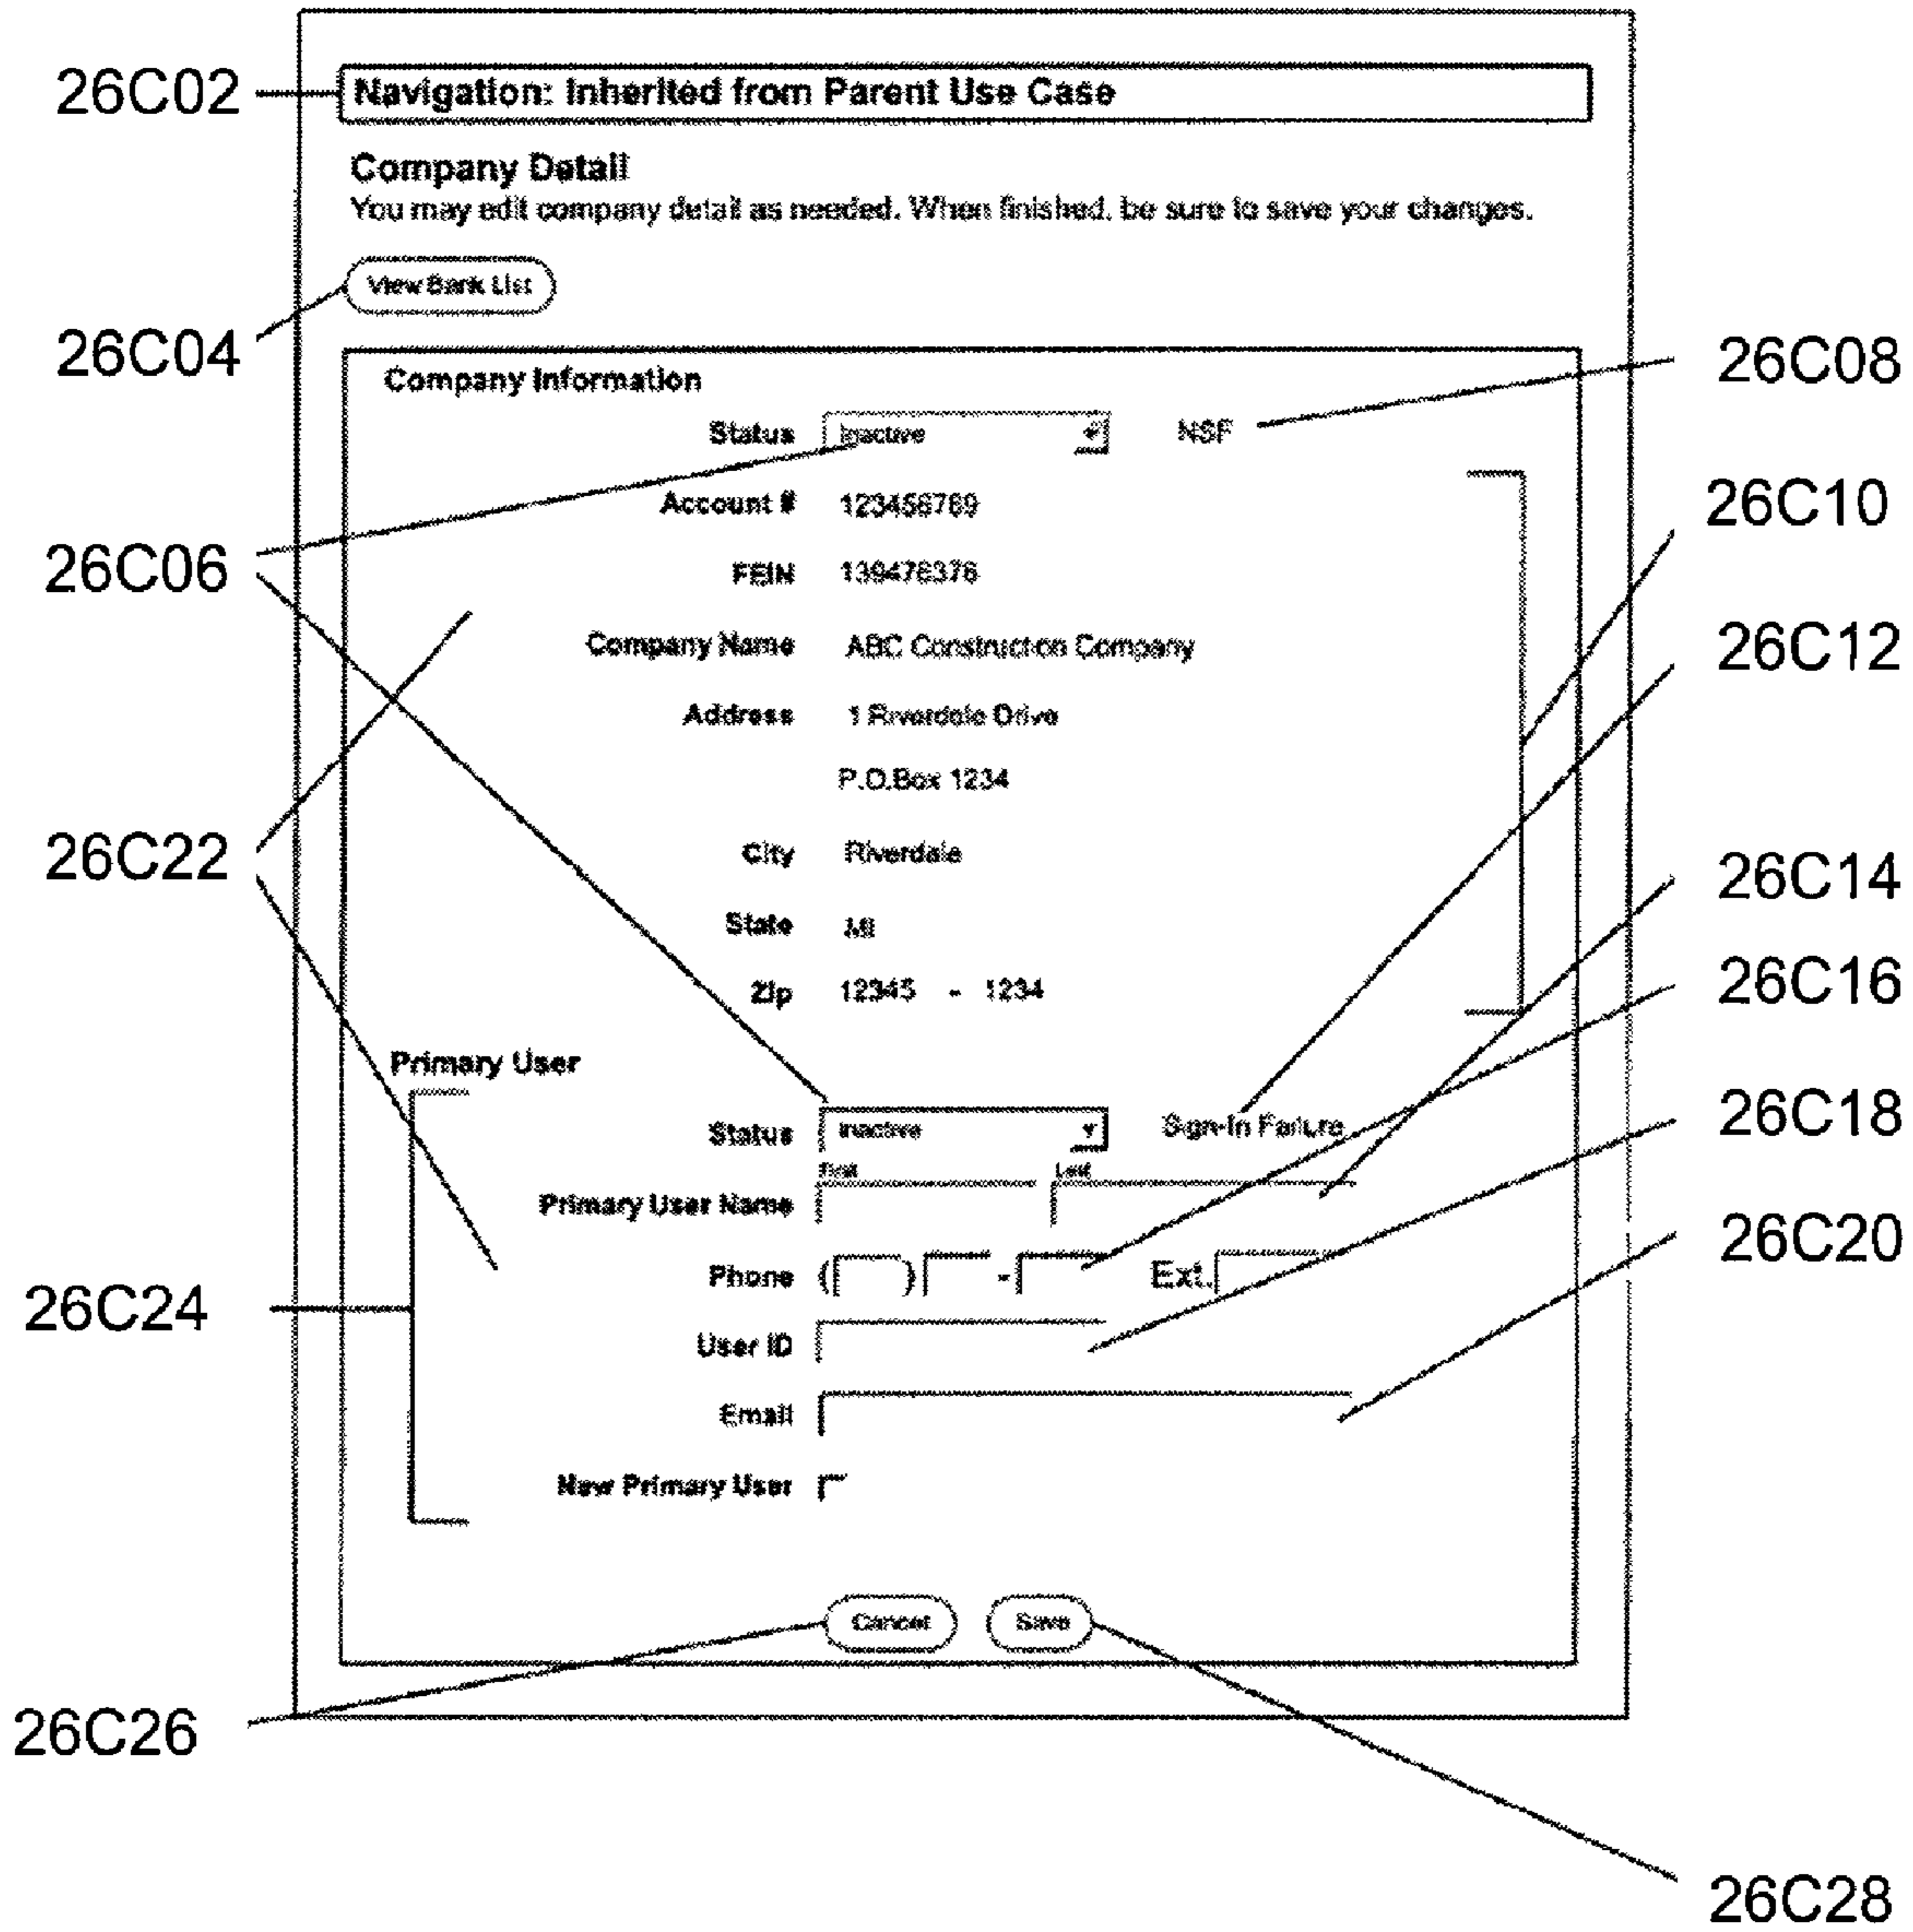 26C02
Navigation: Inherited from Parent Use Case
Company Detail
You may edit company detail as needed. When finished, be sure to save your changes.
View Bank List
26C04
Company Information
26C08
Status Inactive NSF
26C10
Account # 123456789
26C06
FEIN 139476376
26C12
Company Name ABC Construction Company
Address 1 Riverdale Drive
P.O.Box 1234
26C22
City Riverdale
26C14
State MI
Zip 12345 - 1234
26C16
Primary User
26C18
Status Inactive Sign-In Failure
First Last
Primary User Name
26C20
Phone ( ) - Ext.
26C24
User ID
Email
New Primary User
Cancel Save
26C26
26C28